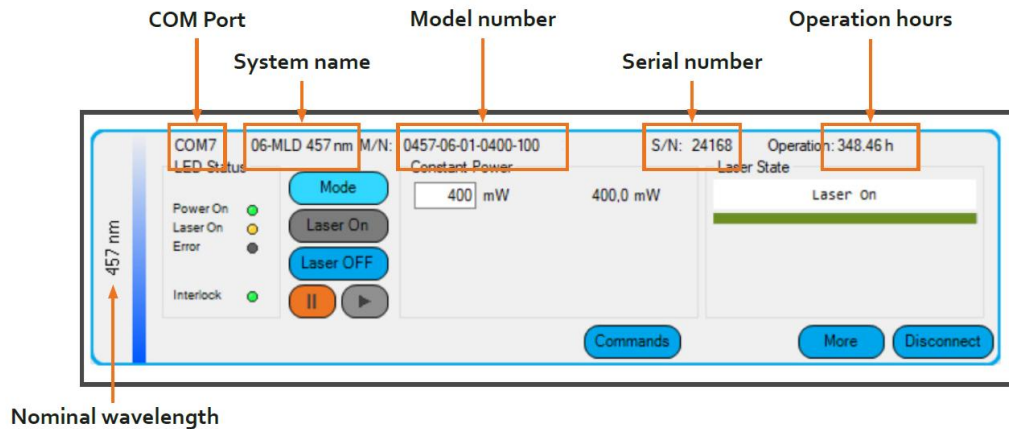 COM Port
Model number
Operation hours
System name
Serial number
COM7 06-MLD 457 nm M/N: 0457-06-01-0400-100 S/N: 24168 Operation: 348.46 h
LED Status
Constant Power
Laser State
Mode
400 mW 400,0 mW
Laser On
Power On
Laser On
Error
Laser On
Laser OFF
457 nm
Interlock
Commands
More
Disconnect
Nominal wavelength